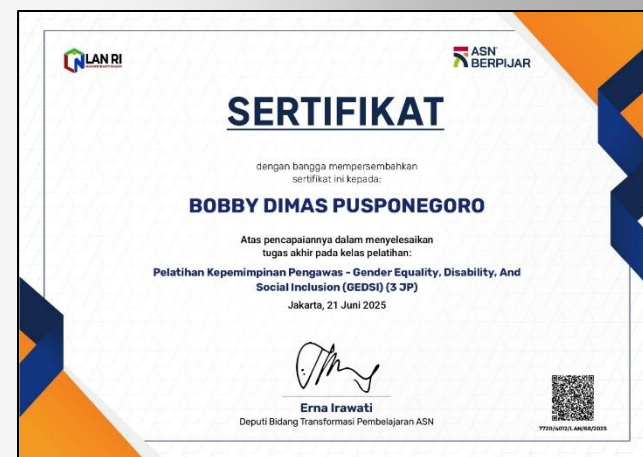 LAN RI
ASN
BERPIJAR
SERTIFIKAT
dengan bangga mempersembahkan
sertifikat ini kepada:
BOBBY DIMAS PUSPONEGORO
Atas pencapaiannya dalam menyelesaikan
tugas akhir pada kelas pelatihan:
Pelatihan Kepemimpinan Pengawas - Gender Equality, Disability, And
Social Inclusion (GEDSI) (3 JP)
Jakarta, 21 Juni 2025
Erna Irawati
Deputi Bidang Transformasi Pembelajaran ASN